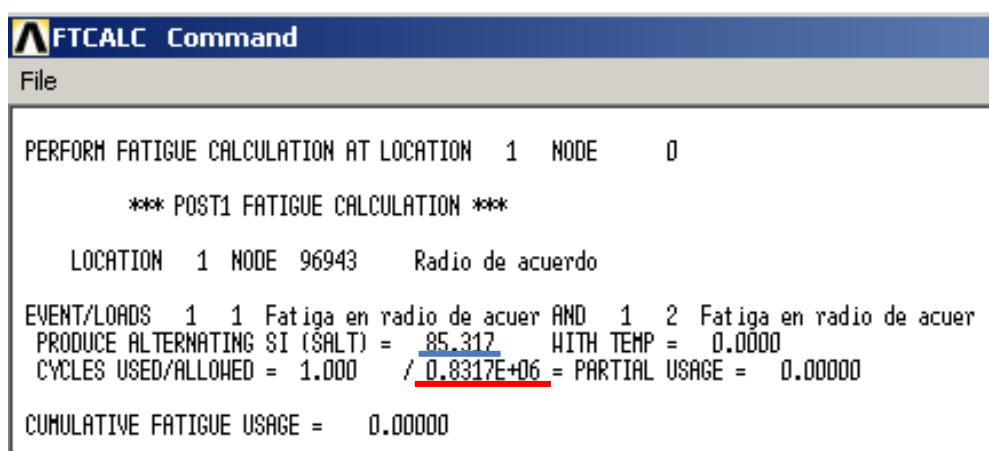 FTCALC Command
File
PERFORM FATIGUE CALCULATION AT LOCATION 1 NODE 0
*** POST1 FATIGUE CALCULATION ***
LOCATION 1 NODE 96943 Radio de acuerdo
EVENT/LOADS 1 1 Fatiga en radio de acuer AND 1 2 Fatiga en radio de acuer
PRODUCE ALTERNATING SI (SALT) = 85.317 WITH TEMP = 0.0000
CYCLES USED/ALLOWED = 1.000 / 0.8317E+06 = PARTIAL USAGE = 0.00000
CUMULATIVE FATIGUE USAGE = 0.00000